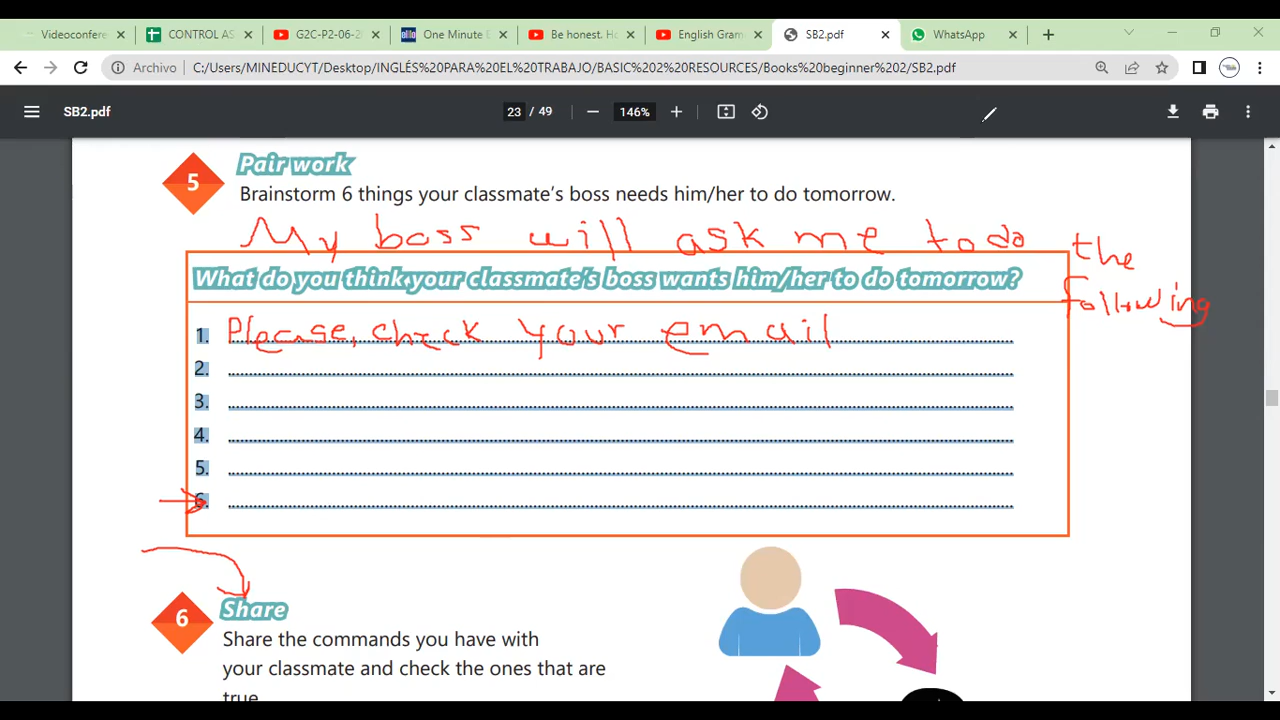 Videoconfere
CONTROL AS
G2C-P2-06-2
One Minute E
Be honest. Ho
English Gram
SB2.pdf
WhatsApp
Archivo
C:/Users/MINEDUCYT/Desktop/INGLÉS%20PARA%20EL%20TRABAJO/BASIC%202%20RESOURCES/Books%20beginner%202/SB2.pdf
SB2.pdf
23 / 49
146%
5
Pair work
Brainstorm 6 things your classmate's boss needs him/her to do tomorrow.
My boss will ask me to do the following
What do you think your classmate's boss wants him/her to do tomorrow?
1. Please, check your email
2.
3.
4.
5.
6.
6
Share
Share the commands you have with
your classmate and check the ones that are
true.